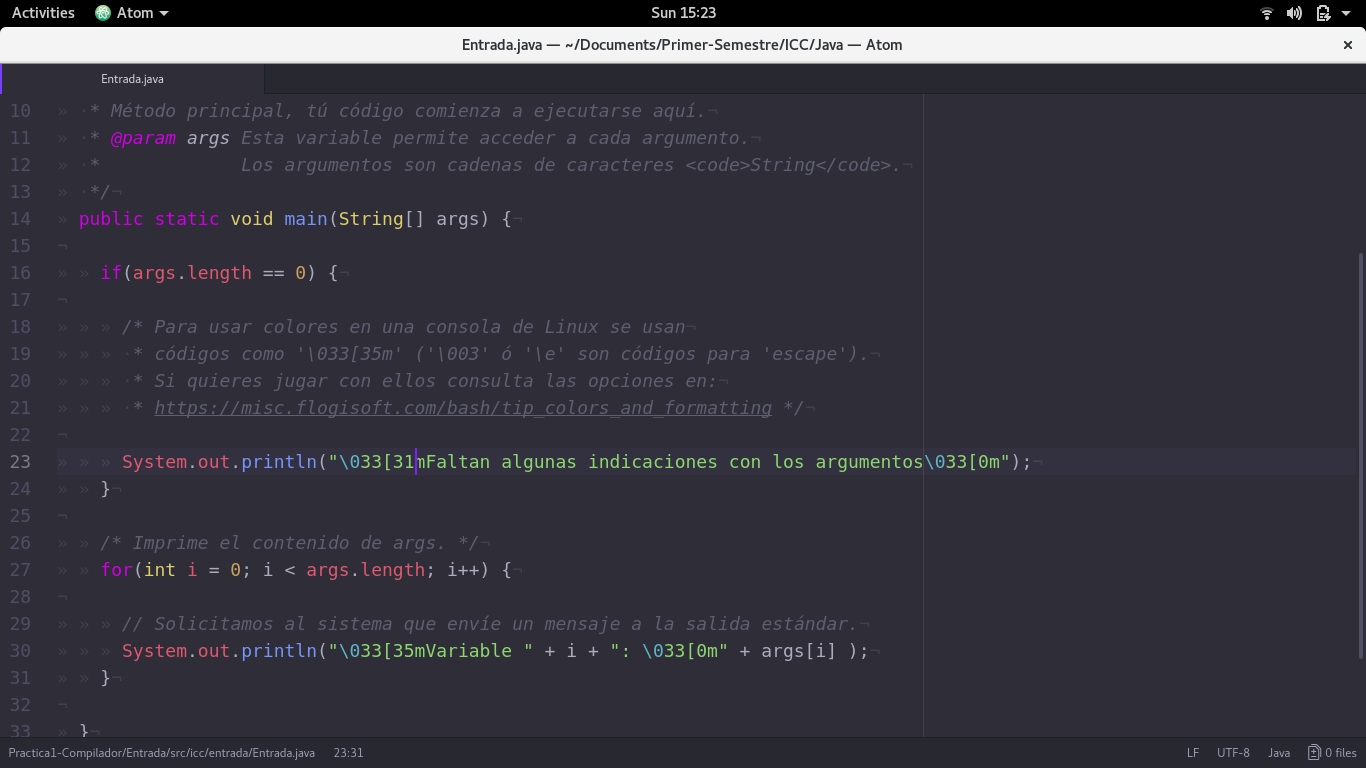 Activities Atom Sun 15:23
Entrada.java — ~/Documents/Primer-Semestre/ICC/Java — Atom ×
Entrada.java
10 » ·* Método principal, tú código comienza a ejecutarse aquí.¬
11 » ·* @param args Esta variable permite acceder a cada argumento.¬
12 » ·*             Los argumentos son cadenas de caracteres <code>String</code>.¬
13 » ·*/¬
14 » public static void main(String[] args) {¬
15 ¬
16 » » if(args.length == 0) {¬
17 ¬
18 » » » /* Para usar colores en una consola de Linux se usan¬
19 » » » ·* códigos como '\033[35m' ('\003' ó '\e' son códigos para 'escape').¬
20 » » » ·* Si quieres jugar con ellos consulta las opciones en:¬
21 » » » ·* https://misc.flogisoft.com/bash/tip_colors_and_formatting */¬
22 ¬
23 » » » System.out.println("\033[31mFaltan algunas indicaciones con los argumentos\033[0m");¬
24 » » }¬
25 ¬
26 » » /* Imprime el contenido de args. */¬
27 » » for(int i = 0; i < args.length; i++) {¬
28 ¬
29 » » » // Solicitamos al sistema que envíe un mensaje a la salida estándar.¬
30 » » » System.out.println("\033[35mVariable " + i + ": \033[0m" + args[i] );¬
31 » » }¬
32 ¬
33 » }¬
Practica1-Compilador/Entrada/src/icc/entrada/Entrada.java 23:31 LF UTF-8 Java 0 files